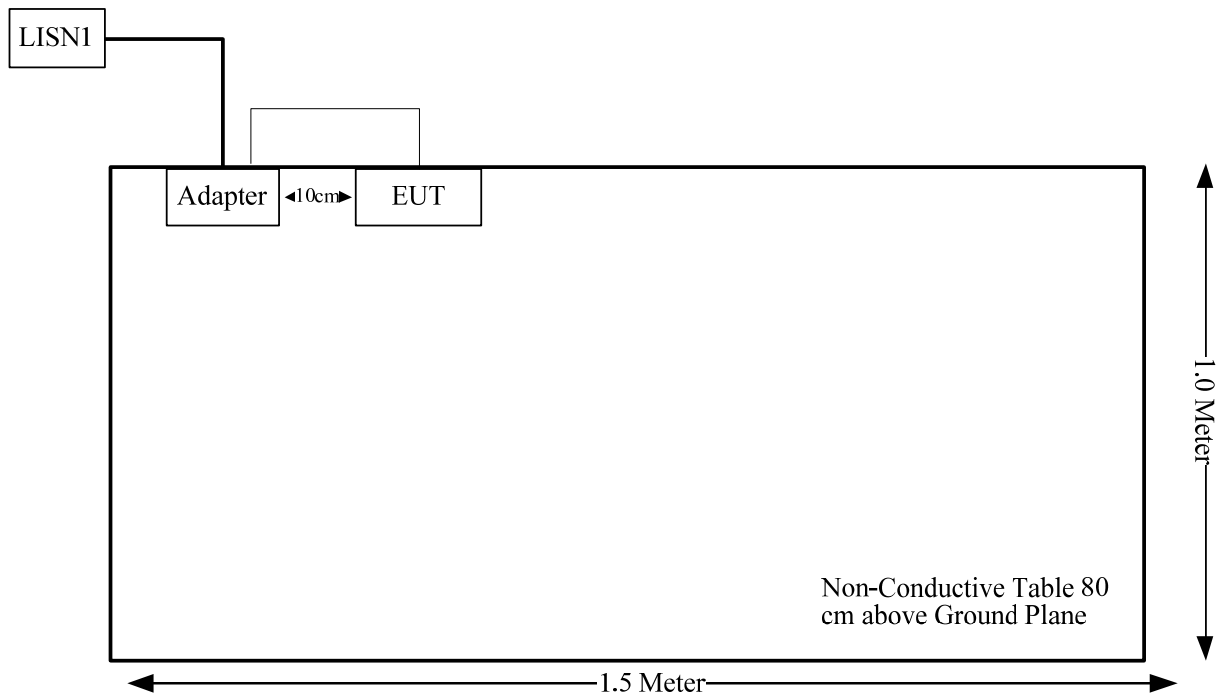 LISN1
Adapter
10cm
EUT
1.0 Meter
Non-Conductive Table 80
cm above Ground Plane
1.5 Meter